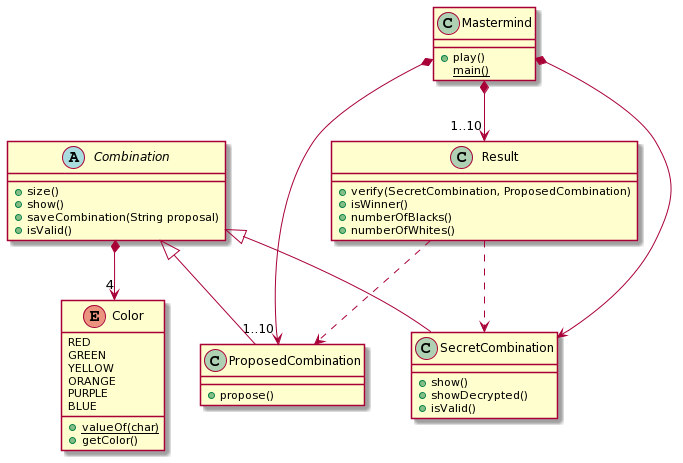 C Mastermind
play()
main()
1..10
A Combination
size()
show()
saveCombination(String proposal)
isValid()
C Result
verify(SecretCombination, ProposedCombination)
isWinner()
numberOfBlacks()
numberOfWhites()
4
E Color
RED
GREEN
YELLOW
ORANGE
PURPLE
BLUE
valueOf(char)
getColor()
1..10
C ProposedCombination
propose()
C SecretCombination
show()
showDecrypted()
isValid()